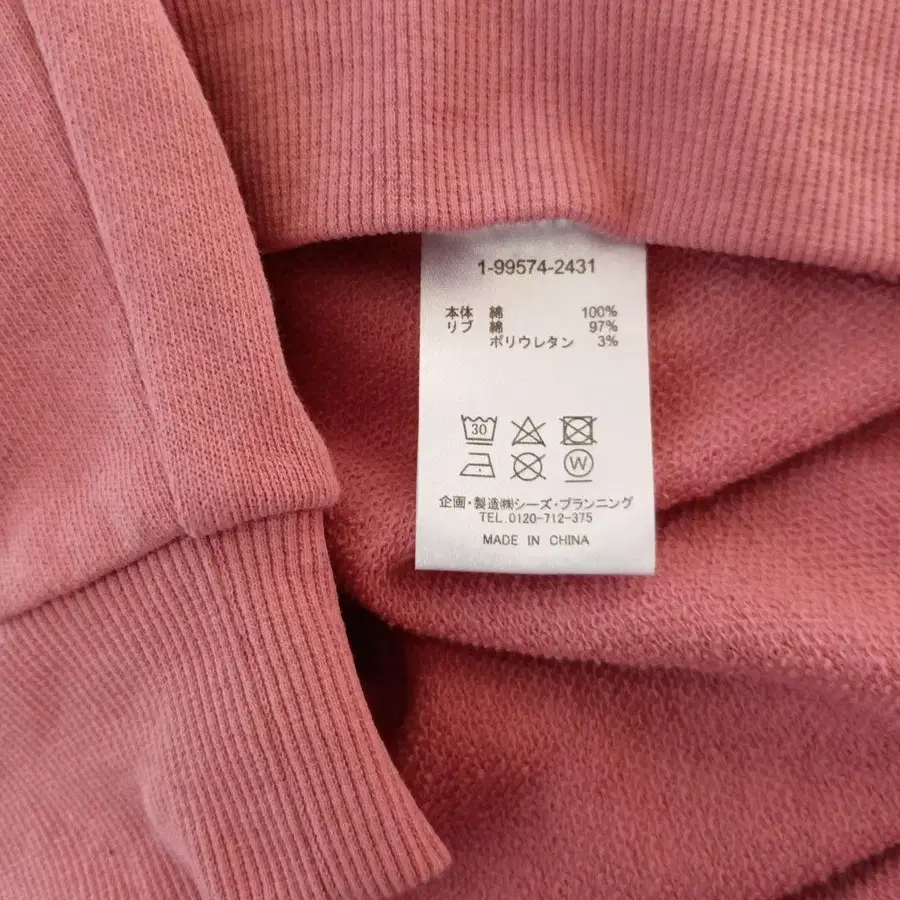 1-99574-2431
本体 綿 100%
リブ 綿 97%
ポリウレタン 3%
30
W
企画・製造㈱シーズ・プランニング
TEL.0120-712-375
MADE IN CHINA